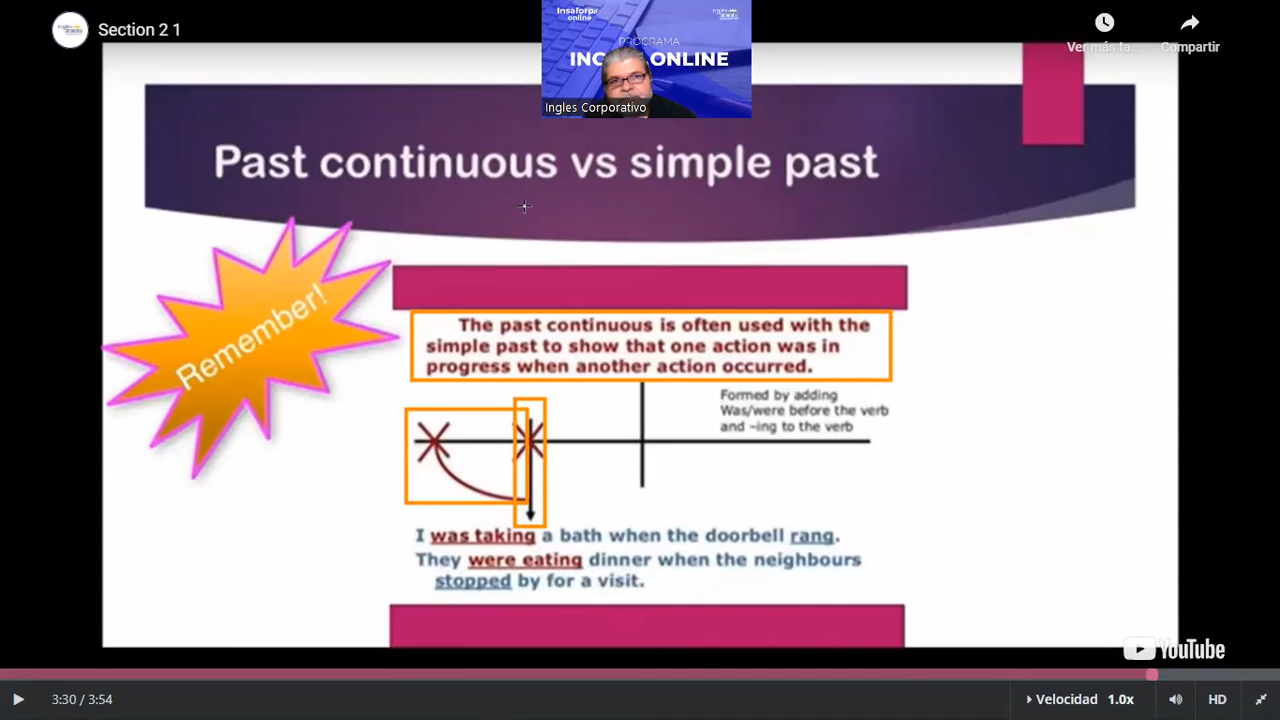 Section 2 1
Insaforp
online
PROGRAMA
INGLÉS ONLINE
Ingles Corporativo
Ver más ta...
Compartir
Past continuous vs simple past
Remember!
The past continuous is often used with the
simple past to show that one action was in
progress when another action occurred.
Formed by adding
Was/were before the verb
and –ing to the verb
I was taking a bath when the doorbell rang.
They were eating dinner when the neighbours
stopped by for a visit.
YouTube
3:30 / 3:54
Velocidad 1.0x
HD